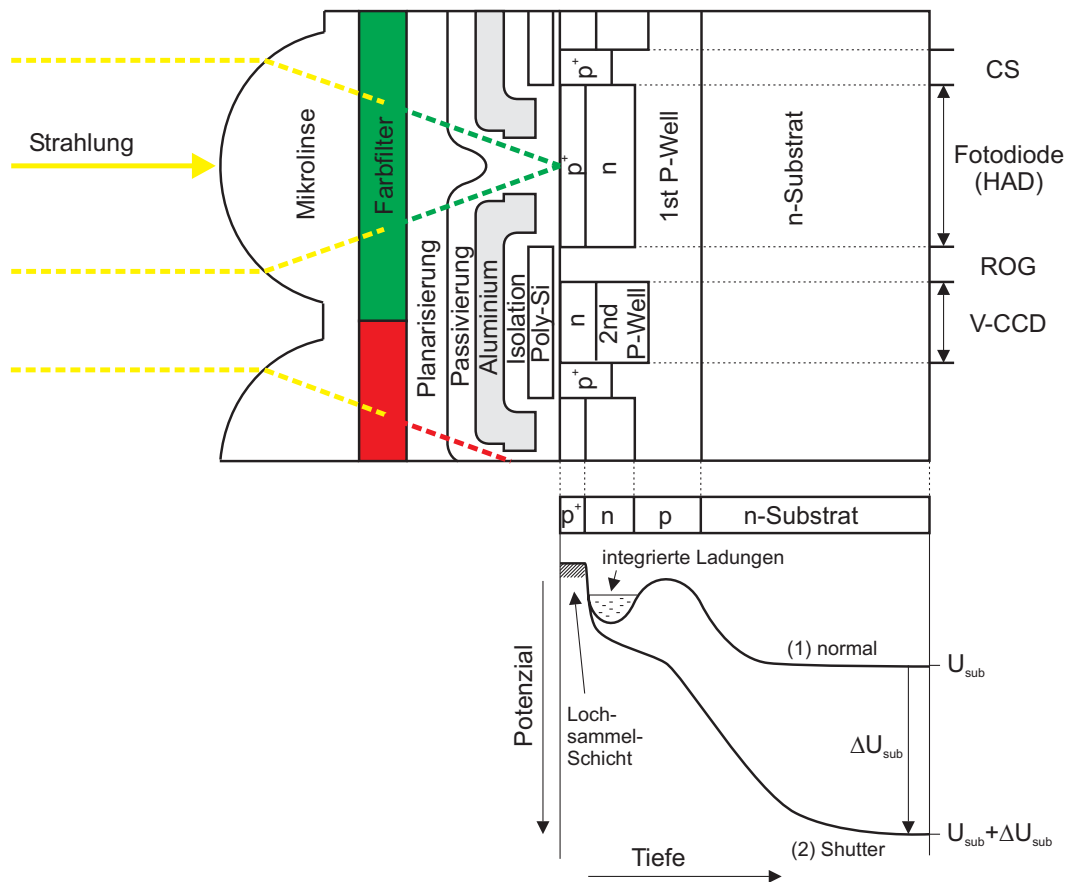 Strahlung
Mikrolinse
Farbfilter
Planarisierung
Passivierung
Aluminium
Isolation
Poly-Si
p+
p+
n
n
2nd
P-Well
p+
1st P-Well
n-Substrat
CS
Fotodiode
(HAD)
ROG
V-CCD
p+
n
p
n-Substrat
integrierte Ladungen
Potenzial
Loch-
sammel-
Schicht
(1) normal
Usub
ΔUsub
(2) Shutter
Usub+ΔUsub
Tiefe